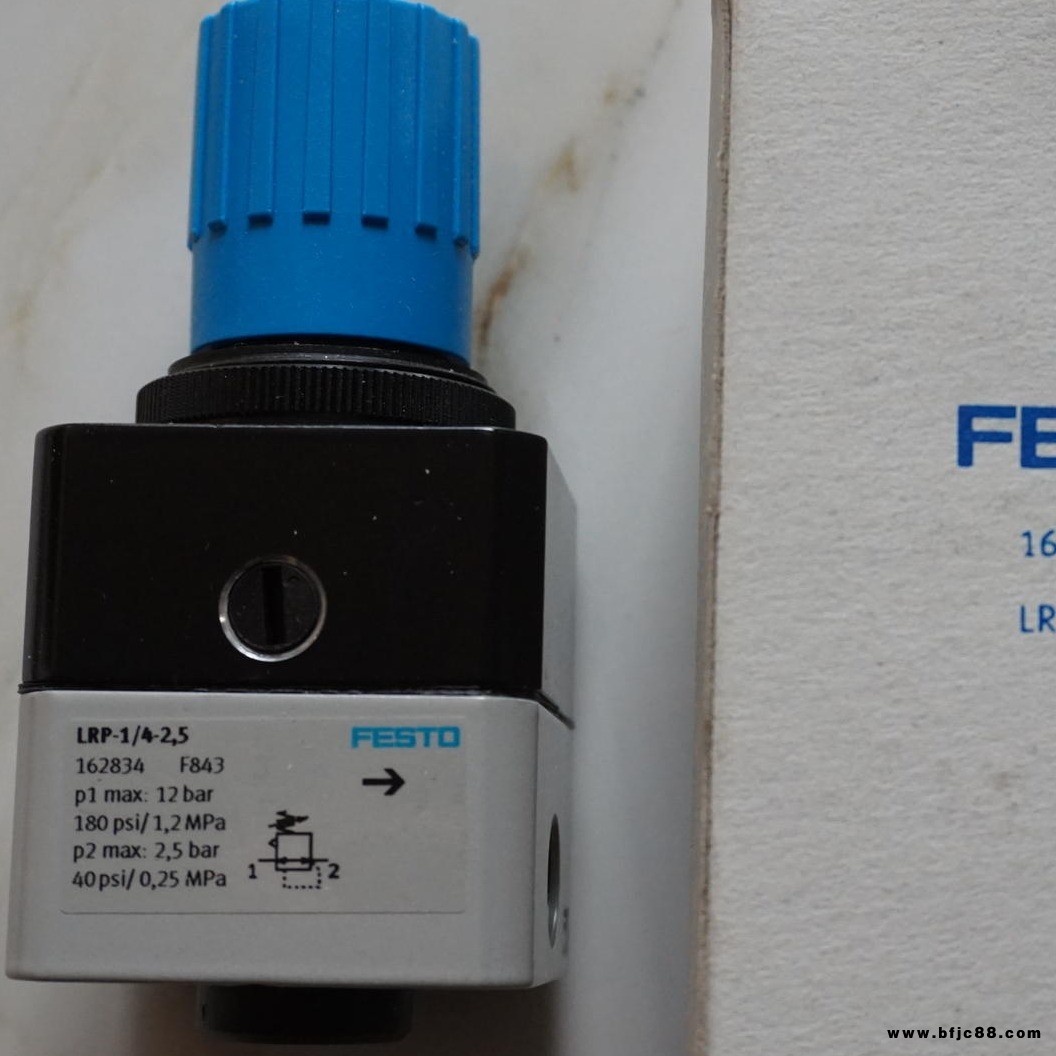 LRP-1/4-2,5
FESTO
162834 F843
p1 max: 12 bar
180 psi/ 1,2 MPa
p2 max: 2,5 bar
40 psi/ 0,25 MPa
1 2
FE
16
LR
www.bfjc88.com